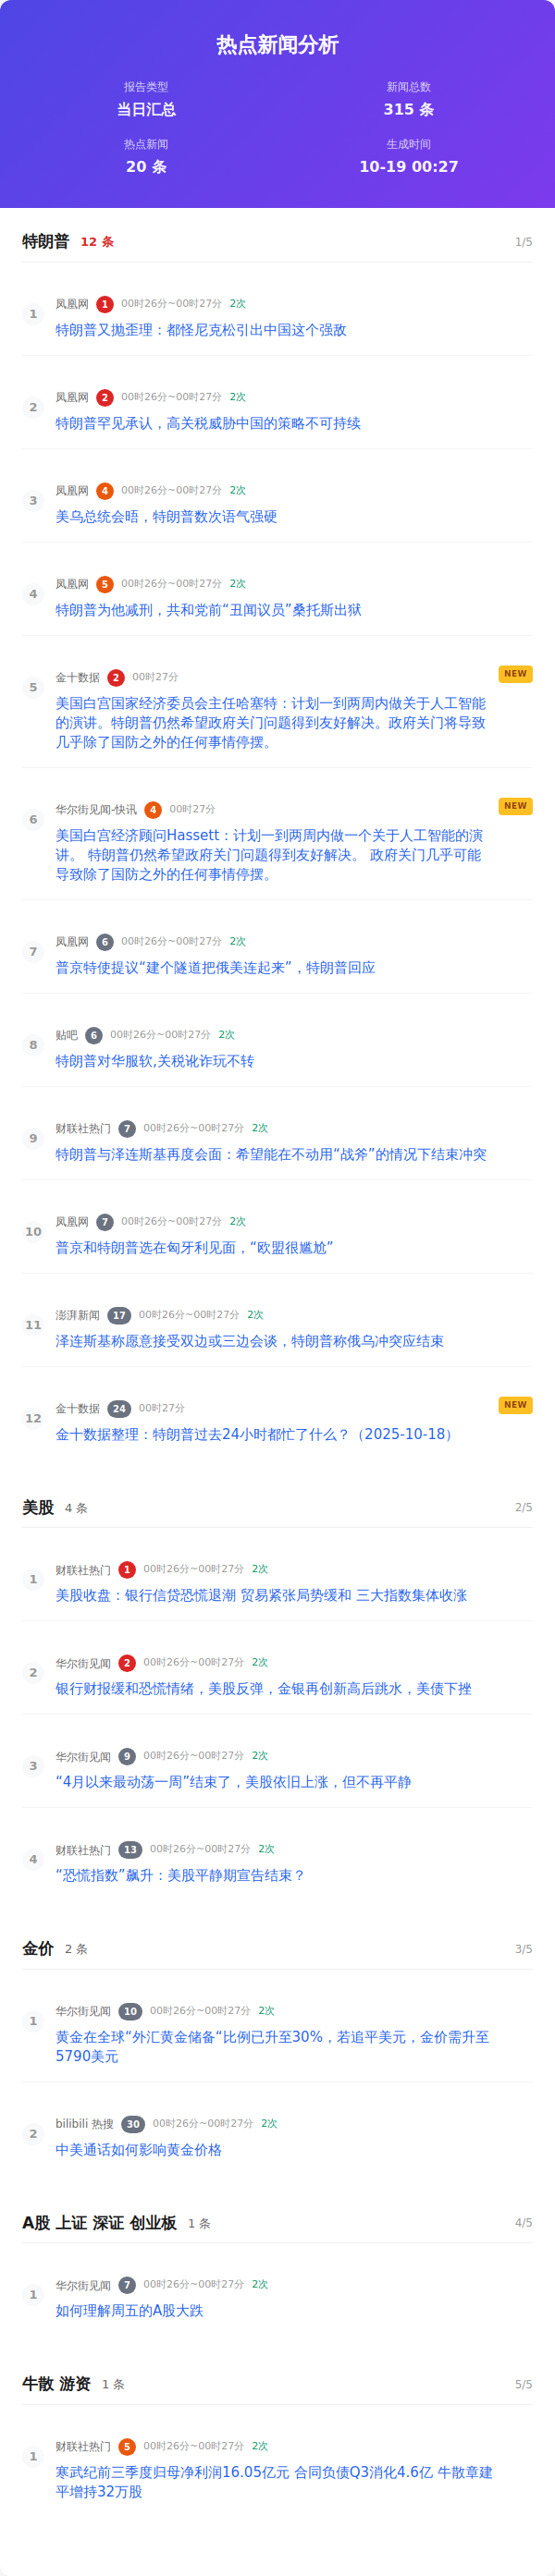 热点新闻分析
报告类型
新闻总数
当日汇总
315 条
热点新闻
生成时间
20 条
10-19 00:27
特朗普 12 条 1/5
1 凤凰网 1 00时26分~00时27分 2次
特朗普又抛歪理：都怪尼克松引出中国这个强敌
2 凤凰网 2 00时26分~00时27分 2次
特朗普罕见承认，高关税威胁中国的策略不可持续
3 凤凰网 4 00时26分~00时27分 2次
美乌总统会晤，特朗普数次语气强硬
4 凤凰网 5 00时26分~00时27分 2次
特朗普为他减刑，共和党前“丑闻议员”桑托斯出狱
5 金十数据 2 00时27分 NEW
美国白宫国家经济委员会主任哈塞特：计划一到两周内做关于人工智能
的演讲。特朗普仍然希望政府关门问题得到友好解决。政府关门将导致
几乎除了国防之外的任何事情停摆。
6 华尔街见闻-快讯 4 00时27分 NEW
美国白宫经济顾问Hassett：计划一到两周内做一个关于人工智能的演
讲。 特朗普仍然希望政府关门问题得到友好解决。 政府关门几乎可能
导致除了国防之外的任何事情停摆。
7 凤凰网 6 00时26分~00时27分 2次
普京特使提议“建个隧道把俄美连起来”，特朗普回应
8 贴吧 6 00时26分~00时27分 2次
特朗普对华服软,关税讹诈玩不转
9 财联社热门 7 00时26分~00时27分 2次
特朗普与泽连斯基再度会面：希望能在不动用“战斧”的情况下结束冲突
10 凤凰网 7 00时26分~00时27分 2次
普京和特朗普选在匈牙利见面，“欧盟很尴尬”
11 澎湃新闻 17 00时26分~00时27分 2次
泽连斯基称愿意接受双边或三边会谈，特朗普称俄乌冲突应结束
12 金十数据 24 00时27分 NEW
金十数据整理：特朗普过去24小时都忙了什么？（2025-10-18）
美股 4 条 2/5
1 财联社热门 1 00时26分~00时27分 2次
美股收盘：银行信贷恐慌退潮 贸易紧张局势缓和 三大指数集体收涨
2 华尔街见闻 2 00时26分~00时27分 2次
银行财报缓和恐慌情绪，美股反弹，金银再创新高后跳水，美债下挫
3 华尔街见闻 9 00时26分~00时27分 2次
“4月以来最动荡一周”结束了，美股依旧上涨，但不再平静
4 财联社热门 13 00时26分~00时27分 2次
“恐慌指数”飙升：美股平静期宣告结束？
金价 2 条 3/5
1 华尔街见闻 10 00时26分~00时27分 2次
黄金在全球“外汇黄金储备“比例已升至30%，若追平美元，金价需升至
5790美元
2 bilibili 热搜 30 00时26分~00时27分 2次
中美通话如何影响黄金价格
A股 上证 深证 创业板 1 条 4/5
1 华尔街见闻 7 00时26分~00时27分 2次
如何理解周五的A股大跌
牛散 游资 1 条 5/5
1 财联社热门 5 00时26分~00时27分 2次
寒武纪前三季度归母净利润16.05亿元 合同负债Q3消化4.6亿 牛散章建
平增持32万股